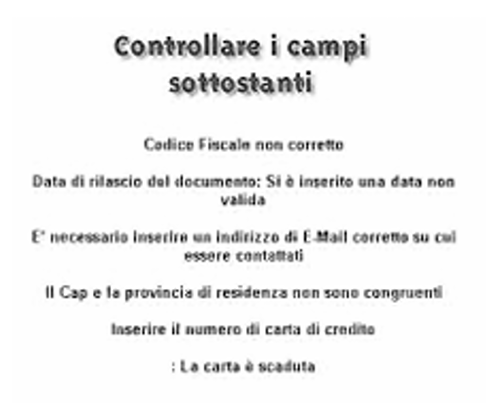 Controllare i campi
sottostanti
Codice Fiscale non corretto
Data di rilascio del documento: Si è inserito una data non
valida
E' necessario inserire un indirizzo di E-Mail corretto su cui
essere contattati
Il Cap e la provincia di residenza non sono congruenti
Inserire il numero di carta di credito
: La carta è scaduta